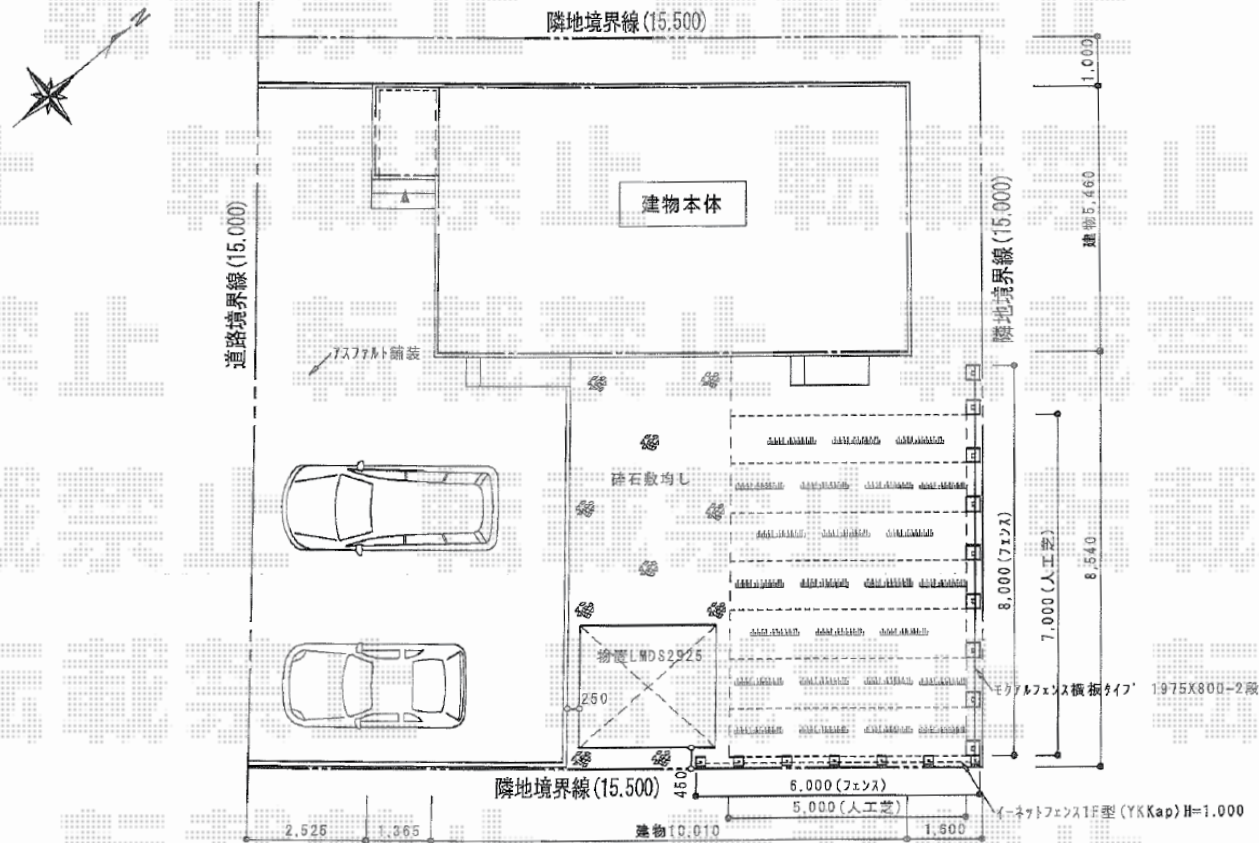 隣地境界線(15.500)
N
1,000
建物本体
建物5,460
隣地境界線(15.000)
道路境界線(15.000)
アスファルト舗装
砕石敷均し
8,000(フェンス)
7,000(人工芝)
8,540
物置LMDS2925
250
モクアルフェンス横板タイプ 1975X800-2段
450
隣地境界線(15.500)
6.000(フェンス)
5,000(人工芝)
イーネットフェンス1F型(YKKap)H=1.000
2,525
1,365
建物10,010
1,500
転載禁止